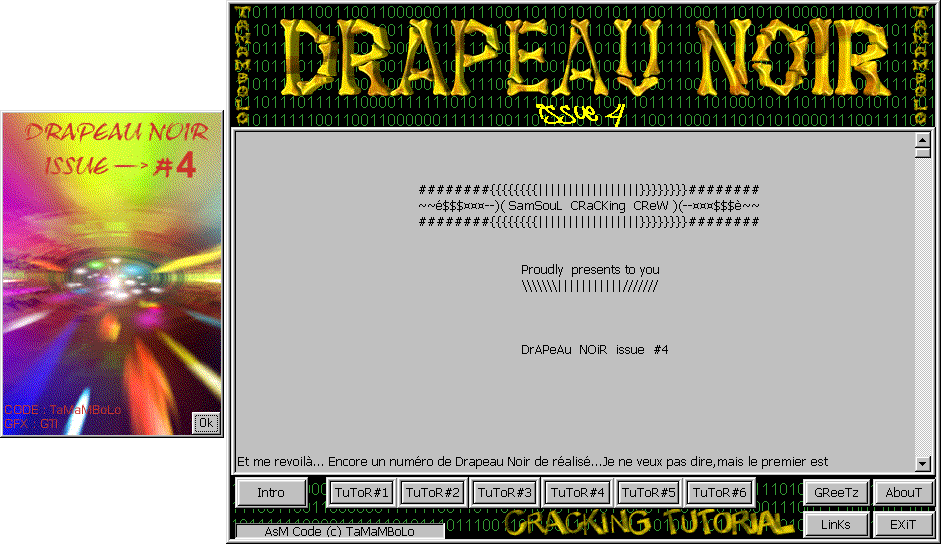 DRAPEAU NOIR
ISSUE --> #4
CODE : TaMaMBoLo
GFX : GTI
Ok
TAMAMBOLO
DRAPEAU NOIR
TAMAMBOLO
ISSUE 4
########{{{{{{{{{|||||||||||||||||}}}}}}}}########
~~é$$$¤¤¤--)( SamSouL CRaCKing CReW )(--¤¤¤$$$è~~
########{{{{{{{{{|||||||||||||||||}}}}}}}}########
Proudly presents to you
\\\\\\\|||||||||||///////
DrAPeAu NOiR issue #4
Et me revoilà... Encore un numéro de Drapeau Noir de réalisé...Je ne veux pas dire,mais le premier est
Intro
TuToR#1
TuToR#2
TuToR#3
TuToR#4
TuToR#5
TuToR#6
GReeTz
AbouT
AsM Code (c) TaMaMBoLo
CRACKING TUTORIAL
LinKs
EXiT